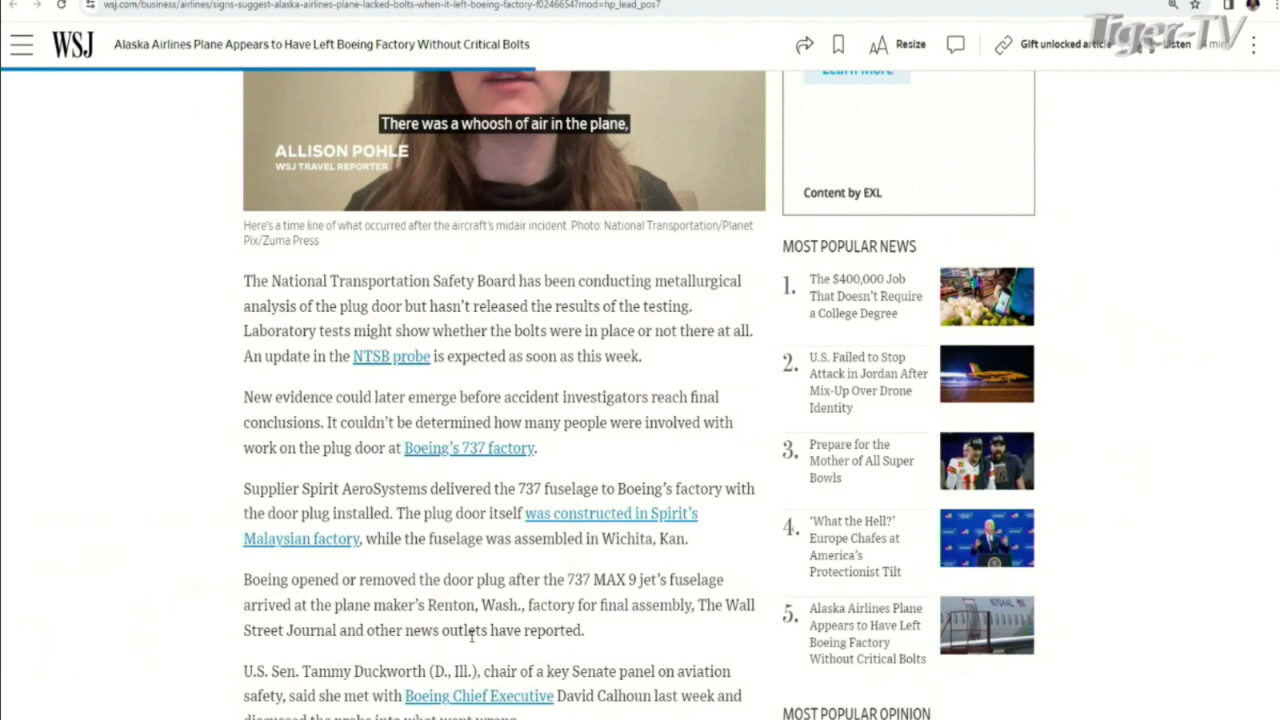 wsj.com/business/airlines/signs-suggest-alaska-airlines-plane-lacked-bolts-when-it-left-boeing-factory-f0246654?mod=hp_lead_pos7
WSJ
Alaska Airlines Plane Appears to Have Left Boeing Factory Without Critical Bolts
AA Resize
Gift unlocked article
Listen
Tiger-TV
There was a whoosh of air in the plane,
ALLISON POHLE
WSJ TRAVEL REPORTER
Here's a time line of what occurred after the aircraft's midair incident. Photo: National Transportation/Planet
Pix/Zuma Press
The National Transportation Safety Board has been conducting metallurgical
analysis of the plug door but hasn't released the results of the testing.
Laboratory tests might show whether the bolts were in place or not there at all.
An update in the NTSB probe is expected as soon as this week.
New evidence could later emerge before accident investigators reach final
conclusions. It couldn't be determined how many people were involved with
work on the plug door at Boeing's 737 factory.
Supplier Spirit AeroSystems delivered the 737 fuselage to Boeing's factory with
the door plug installed. The plug door itself was constructed in Spirit's
Malaysian factory, while the fuselage was assembled in Wichita, Kan.
Boeing opened or removed the door plug after the 737 MAX 9 jet's fuselage
arrived at the plane maker's Renton, Wash., factory for final assembly, The Wall
Street Journal and other news outlets have reported.
U.S. Sen. Tammy Duckworth (D., Ill.), chair of a key Senate panel on aviation
safety, said she met with Boeing Chief Executive David Calhoun last week and
discussed the probe into what went wrong
Learn More
Content by EXL
MOST POPULAR NEWS
1.
The $400,000 Job
That Doesn't Require
a College Degree
2.
U.S. Failed to Stop
Attack in Jordan After
Mix-Up Over Drone
Identity
3.
Prepare for the
Mother of All Super
Bowls
4.
'What the Hell?'
Europe Chafes at
America's
Protectionist Tilt
5.
Alaska Airlines Plane
Appears to Have Left
Boeing Factory
Without Critical Bolts
MOST POPULAR OPINION